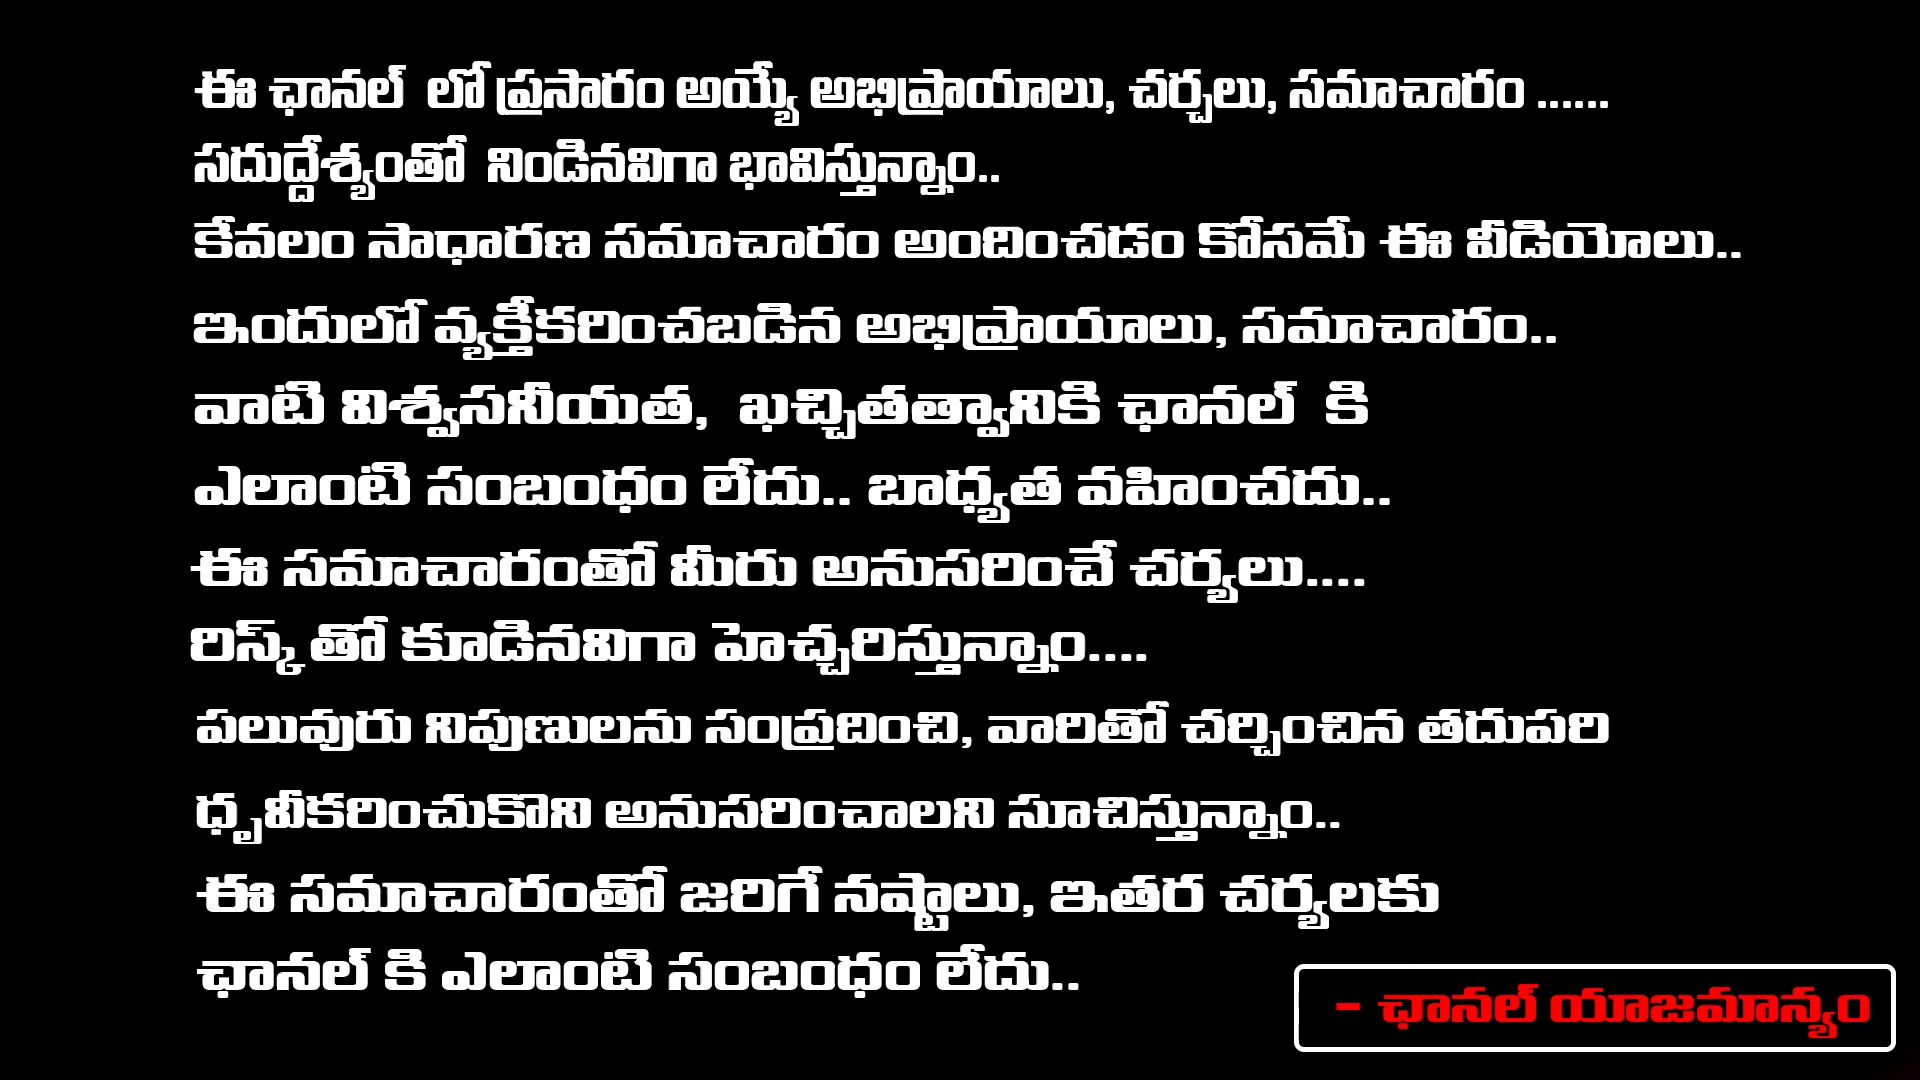 ఈ ఛానల్ లో ప్రసారం అయ్యే అభిప్రాయాలు, చర్చలు, సమాచారం ......
సదుద్దేశ్యంతో నిండినవిగా భావిస్తున్నాం..
కేవలం సాధారణ సమాచారం అందించడం కోసమే ఈ వీడియోలు..
ఇందులో వ్యక్తీకరించబడిన అభిప్రాయాలు, సమాచారం..
వాటి విశ్వసనీయత, ఖచ్చితత్వానికి ఛానల్ కి
ఎలాంటి సంబంధం లేదు.. బాధ్యత వహించదు..
ఈ సమాచారంతో మీరు అనుసరించే చర్యలు....
రిస్క్ తో కూడినవిగా హెచ్చరిస్తున్నాం....
పలువురు నిపుణులను సంప్రదించి, వారితో చర్చించిన తదుపరి
ధృవీకరించుకొని అనుసరించాలని సూచిస్తున్నాం..
ఈ సమాచారంతో జరిగే నష్టాలు, ఇతర చర్యలకు
ఛానల్ కి ఎలాంటి సంబంధం లేదు..
- ఛానల్ యాజమాన్యం